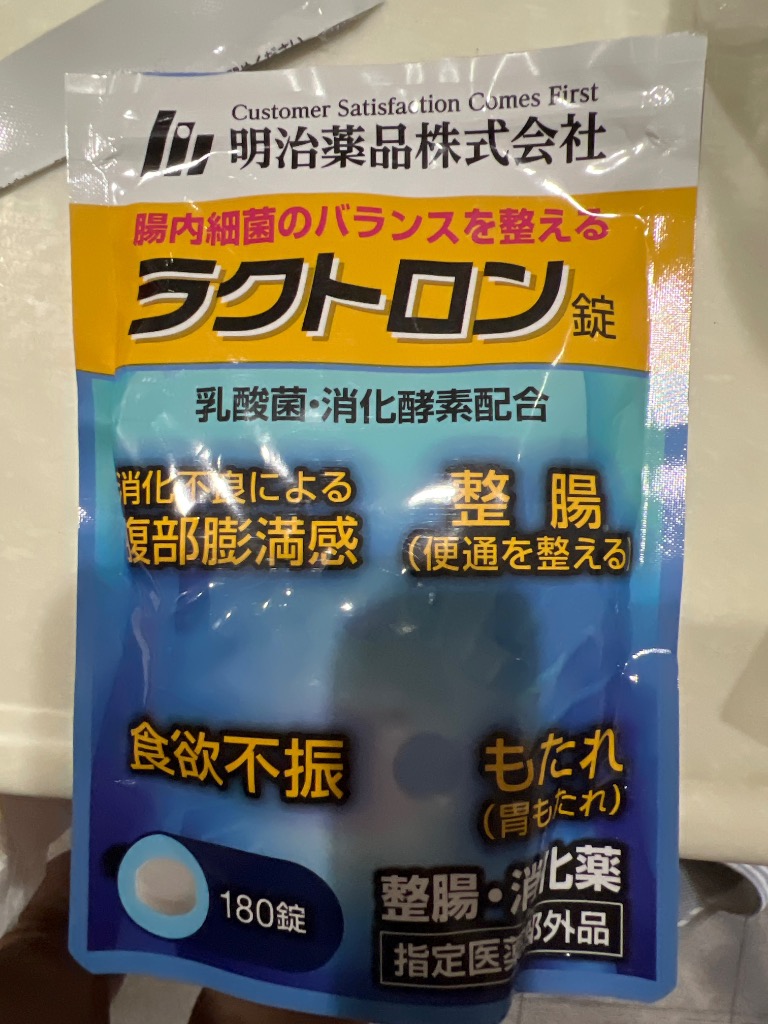 Customer Satisfaction Comes First
明治薬品株式会社
腸内細菌のバランスを整える
ラクトロン錠
乳酸菌・消化酵素配合
消化不良による
腹部膨満感
整腸
(便通を整える)
食欲不振
もたれ
(胃もたれ)
180錠
整腸・消化薬
指定医薬部外品